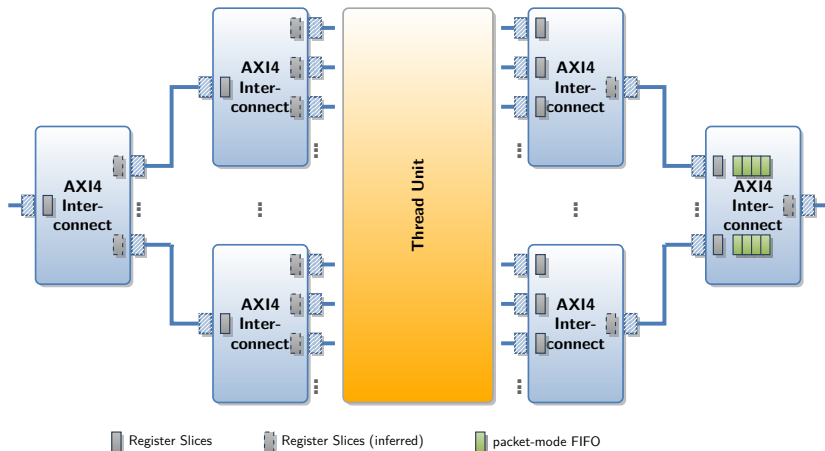 AXI4
Inter-
connect
AXI4
Inter-
connect
AXI4
Inter-
connect
Thread Unit
AXI4
Inter-
connect
AXI4
Inter-
connect
AXI4
Inter-
connect
Register Slices
Register Slices (inferred)
packet-mode FIFO